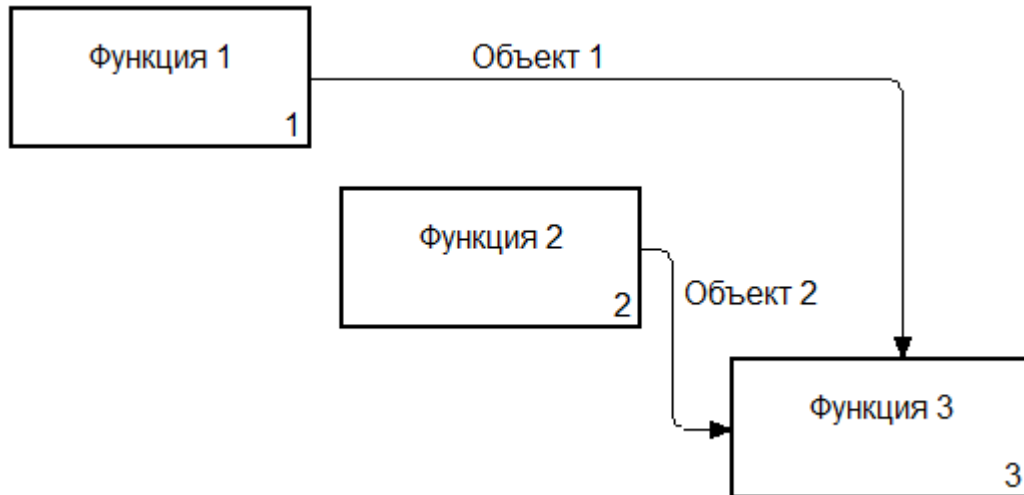 Функция 1
Объект 1
1
Функция 2
2
Объект 2
Функция 3
3